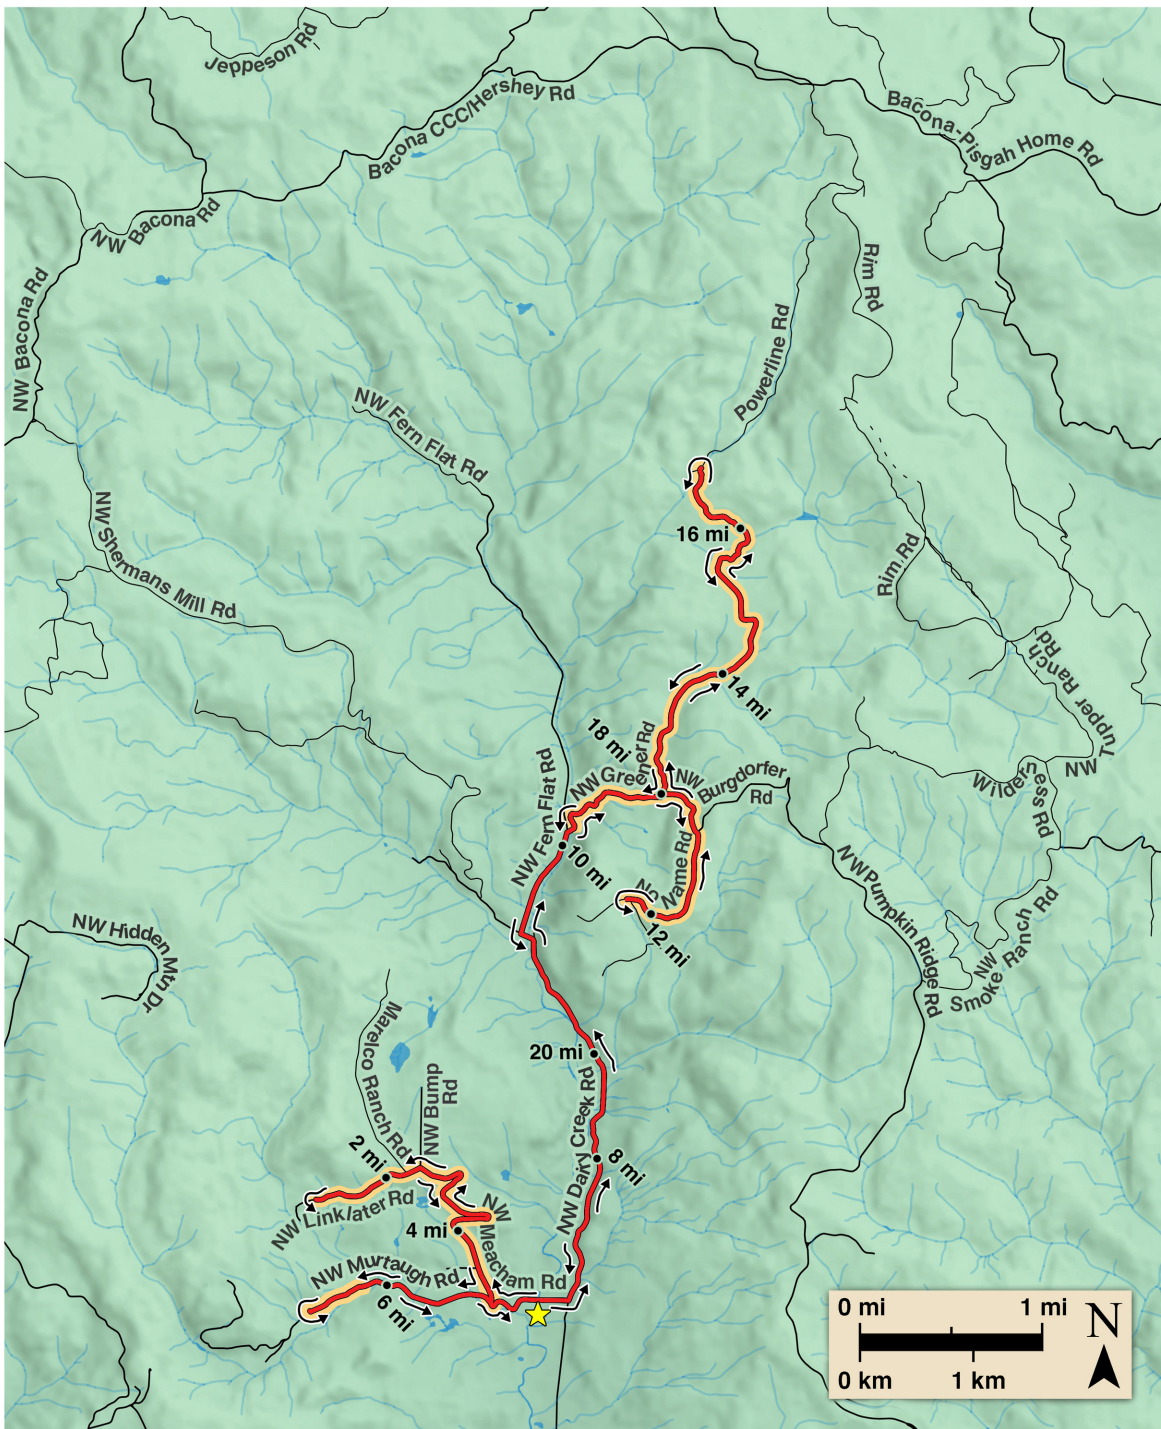 Jeppeson Rd
Bacona CCC/Hershey Rd
Bacona-Pisgah Home Rd
NW Bacona Rd
NW Bacona Rd
Rim Rd
Powerline Rd
NW Fern Flat Rd
NW Shermans Mill Rd
16 mi
Rim Rd
Tupper Ranch
Rd
14 mi
18 mi
NW Greener Rd
NW
Burgdorfer
Rd
NW
Wilderness Rd
NW Fern Flat Rd
10 mi
No
Name Rd
12 mi
NW Pumpkin Ridge Rd
NW
Smoke Ranch Rd
NW Hidden Mtn Dr
Marelco Ranch Rd
NW Bump
Rd
20 mi
NW Dairy Creek Rd
8 mi
2 mi
NW Linklater Rd
4 mi
NW
Meacham Rd
NW Murtaugh Rd
6 mi
0 mi 1 mi
N
0 km 1 km